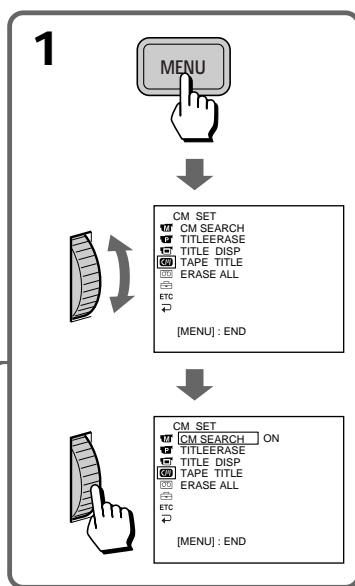 1
MENU
CM SET
CM SEARCH
TITLEERASE
TITLE DISP
TAPE TITLE
ERASE ALL
ETC
[MENU] : END
CM SET
CM SEARCH ON
TITLEERASE
TITLE DISP
TAPE TITLE
ERASE ALL
ETC
[MENU] : END